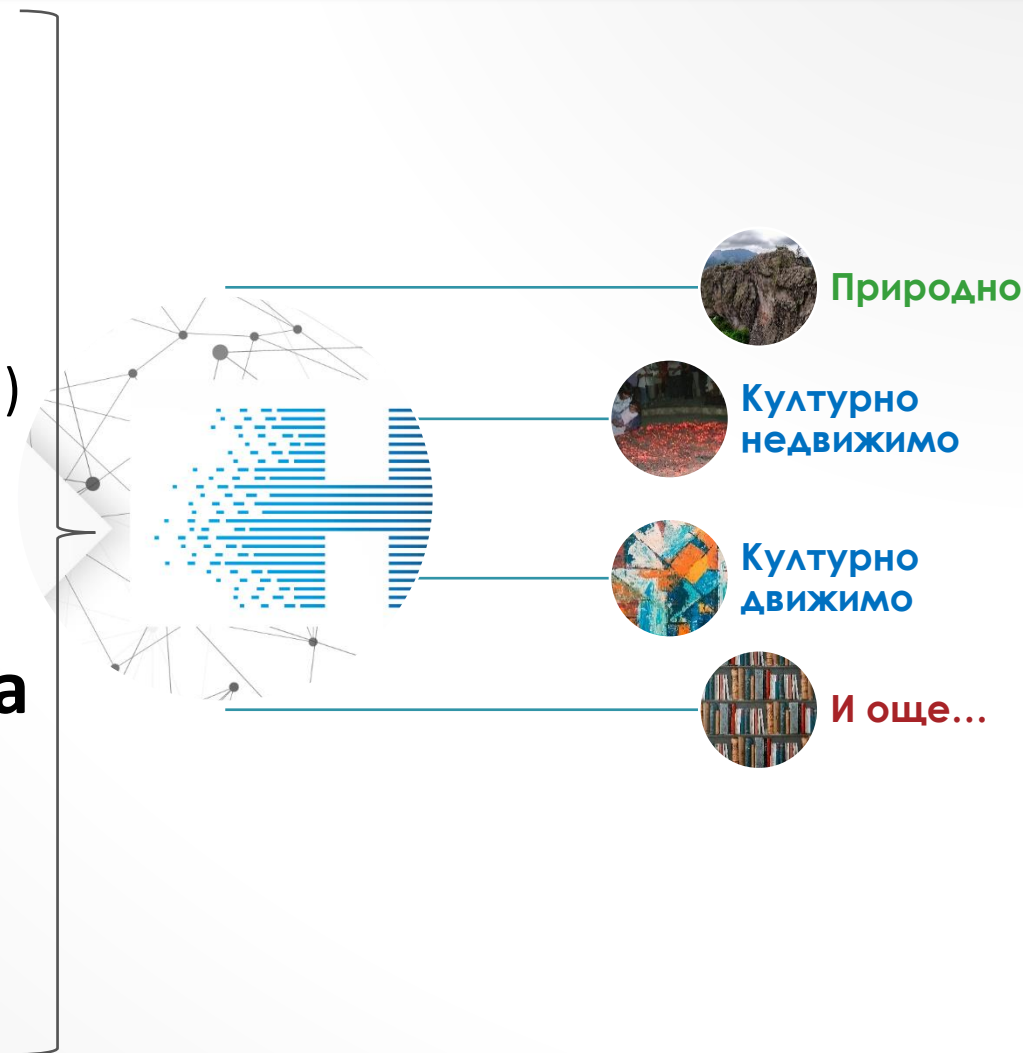 )
а
H
Природно
Културно
недвижимо
Културно
движимо
И още...